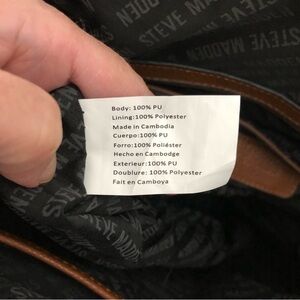 STEVE MADDEN
STEVE MADDEN
Body: 100% PU
Lining:100% Polyester
Made in Cambodia
Cuerpo:100% PU
Forro:100% Poliéster
Hecho en Cambodge
Exterieur:100% PU
Doublure: 100% Polyester
Fait en Camboya